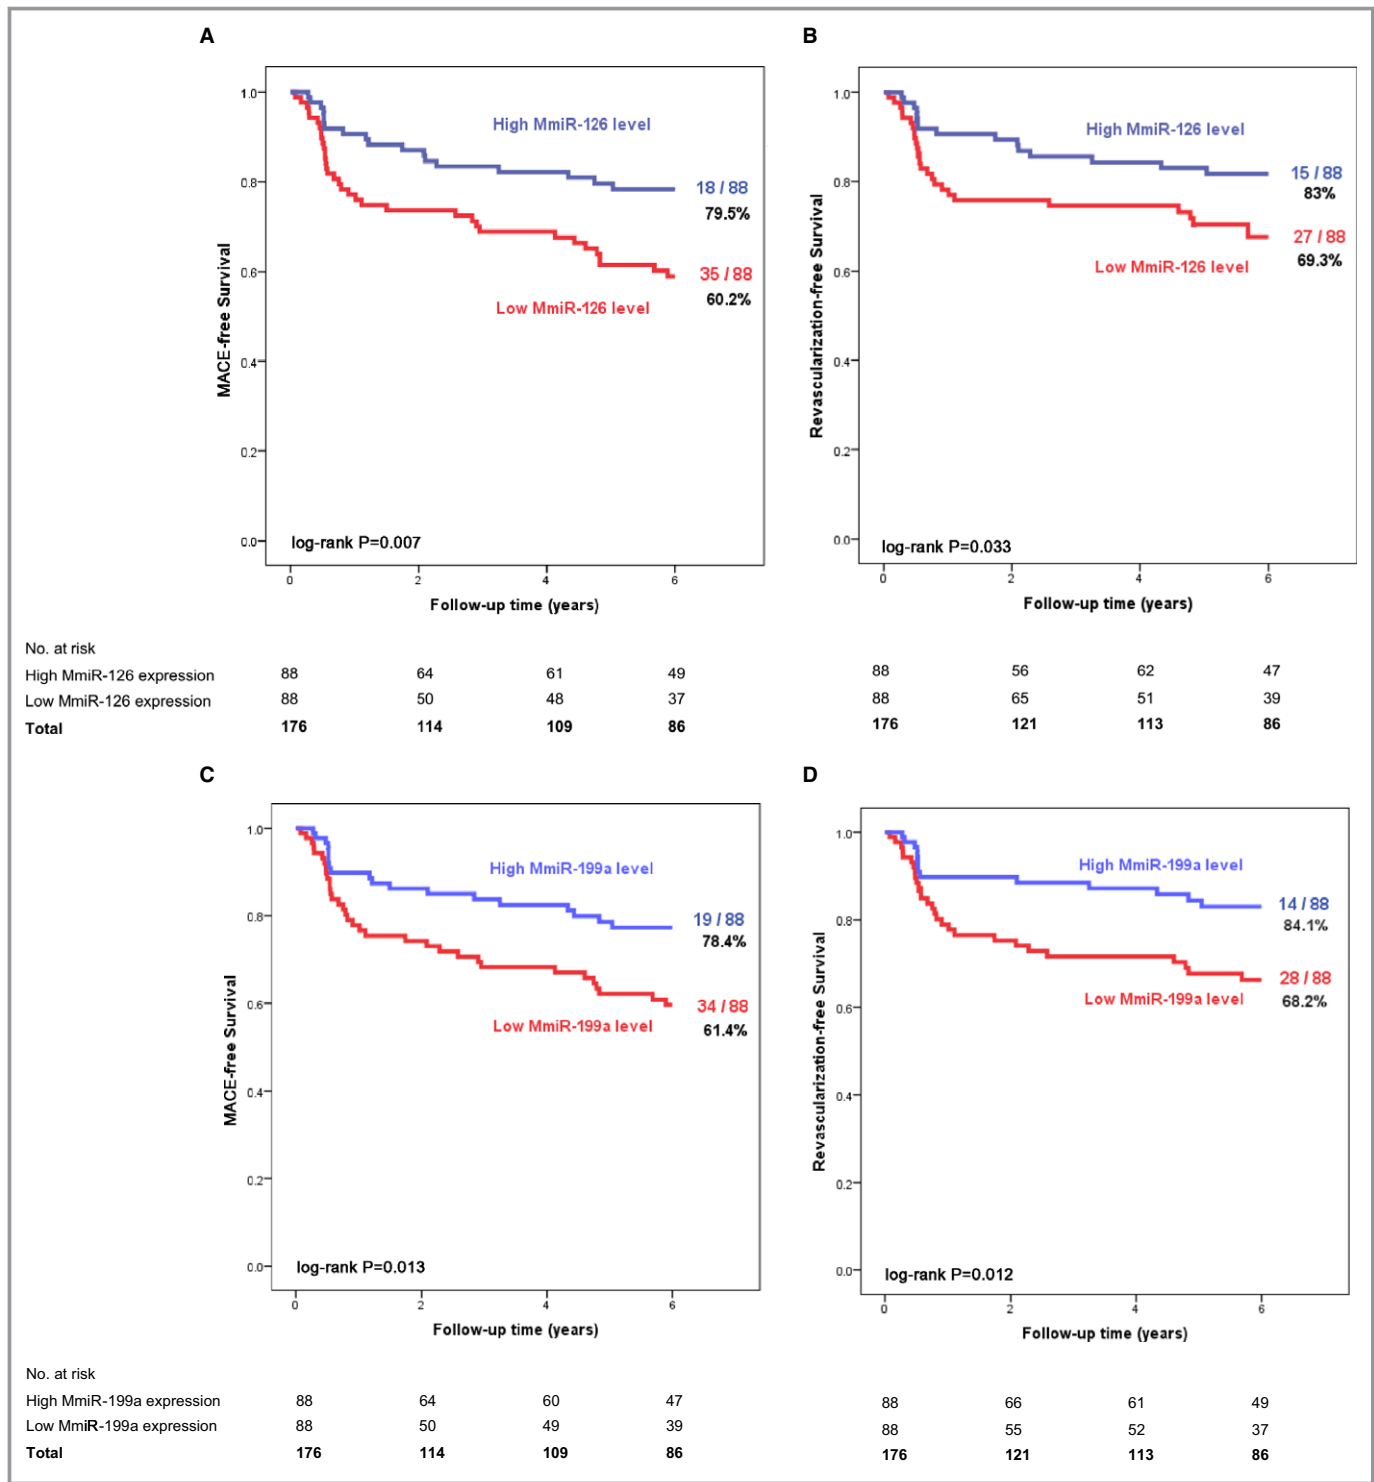 A
1.0
0.8
0.6
0.4
0.2
0.0
MACE-free Survival
High MmiR-126 level
18 / 88
79.5%
35 / 88
60.2%
Low MmiR-126 level
log-rank P=0.007
0 2 4 6
Follow-up time (years)
B
1.0
0.8
0.6
0.4
0.2
0.0
Revascularization-free Survival
High MmiR-126 level
15 / 88
83%
27 / 88
69.3%
Low MmiR-126 level
log-rank P=0.033
0 2 4 6
Follow-up time (years)
No. at risk
High MmiR-126 expression 88 64 61 49 88 56 62 47
Low MmiR-126 expression 88 50 48 37 88 65 51 39
Total 176 114 109 86 176 121 113 86
C
1.0
0.8
0.6
0.4
0.2
0.0
MACE-free Survival
High MmiR-199a level
19 / 88
78.4%
34 / 88
61.4%
Low MmiR-199a level
log-rank P=0.013
0 2 4 6
Follow-up time (years)
D
1.0
0.8
0.6
0.4
0.2
0.0
Revascularization-free Survival
High MmiR-199a level
14 / 88
84.1%
28 / 88
68.2%
Low MmiR-199a level
log-rank P=0.012
0 2 4 6
Follow-up time (years)
No. at risk
High MmiR-199a expression 88 64 60 47 88 66 61 49
Low MmiR-199a expression 88 50 49 39 88 55 52 37
Total 176 114 109 86 176 121 113 86